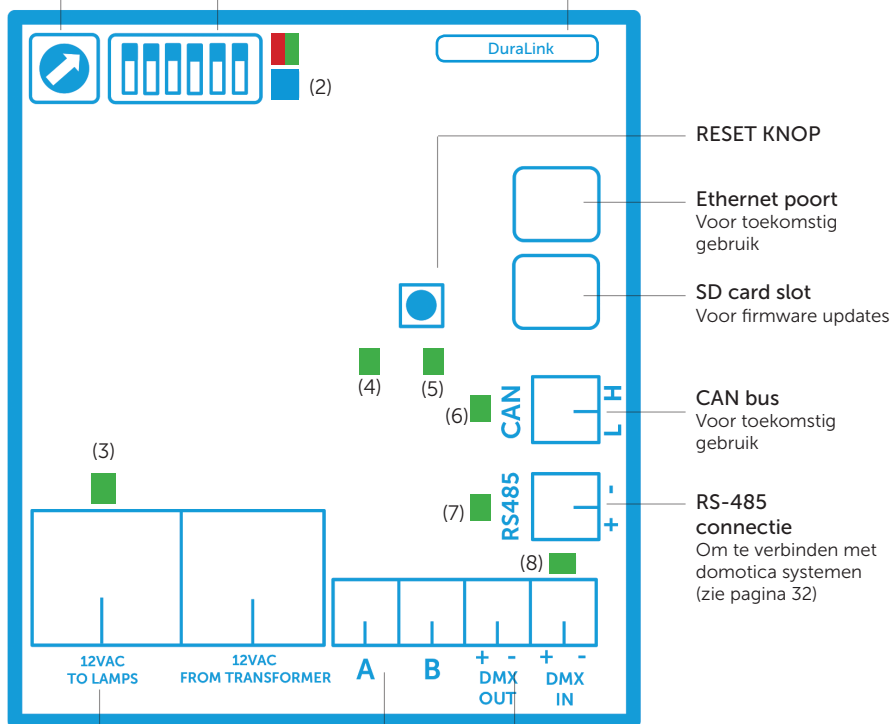 DuraLink
(2)
RESET KNOP
Ethernet poort
Voor toekomstig
gebruik
SD card slot
Voor firmware updates
(4)
(5)
(6)
CAN
H
L
CAN bus
Voor toekomstig
gebruik
(3)
(7)
RS485
-
+
RS-485
connectie
Om te verbinden met
domotica systemen
(zie pagina 32)
(8)
12VAC
TO LAMPS
12VAC
FROM TRANSFORMER
A
B
+ -
DMX
OUT
+ -
DMX
IN